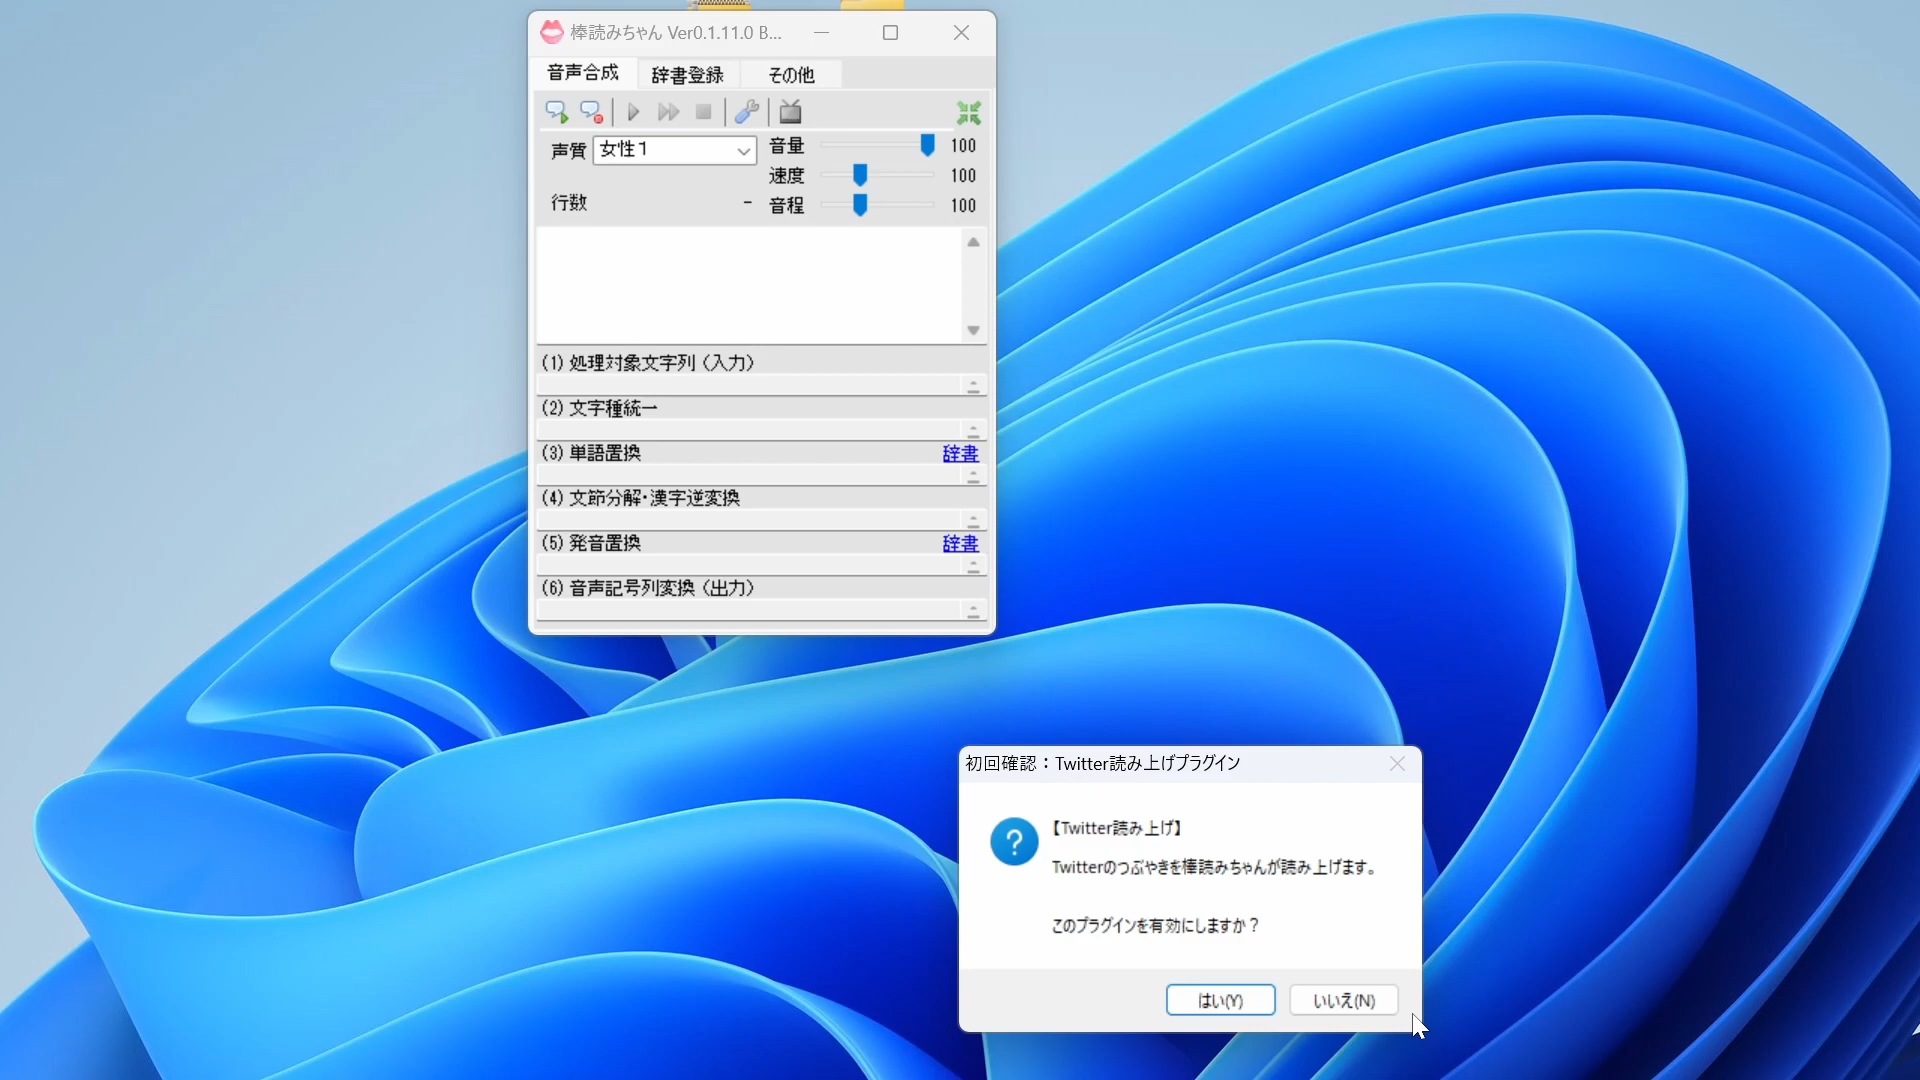 棒読みちゃん Ver0.1.11.0 B...
音声合成 辞書登録 その他
声質 女性1 音量 100
速度 100
行数 - 音程 100
(1) 処理対象文字列(入力)
(2) 文字種統一
(3) 単語置換 辞書
(4) 文節分解・漢字逆変換
(5) 発音置換 辞書
(6) 音声記号列変換(出力)
初回確認:Twitter読み上げプラグイン
【Twitter読み上げ】
Twitterのつぶやきを棒読みちゃんが読み上げます。
このプラグインを有効にしますか?
はい(Y) いいえ(N)